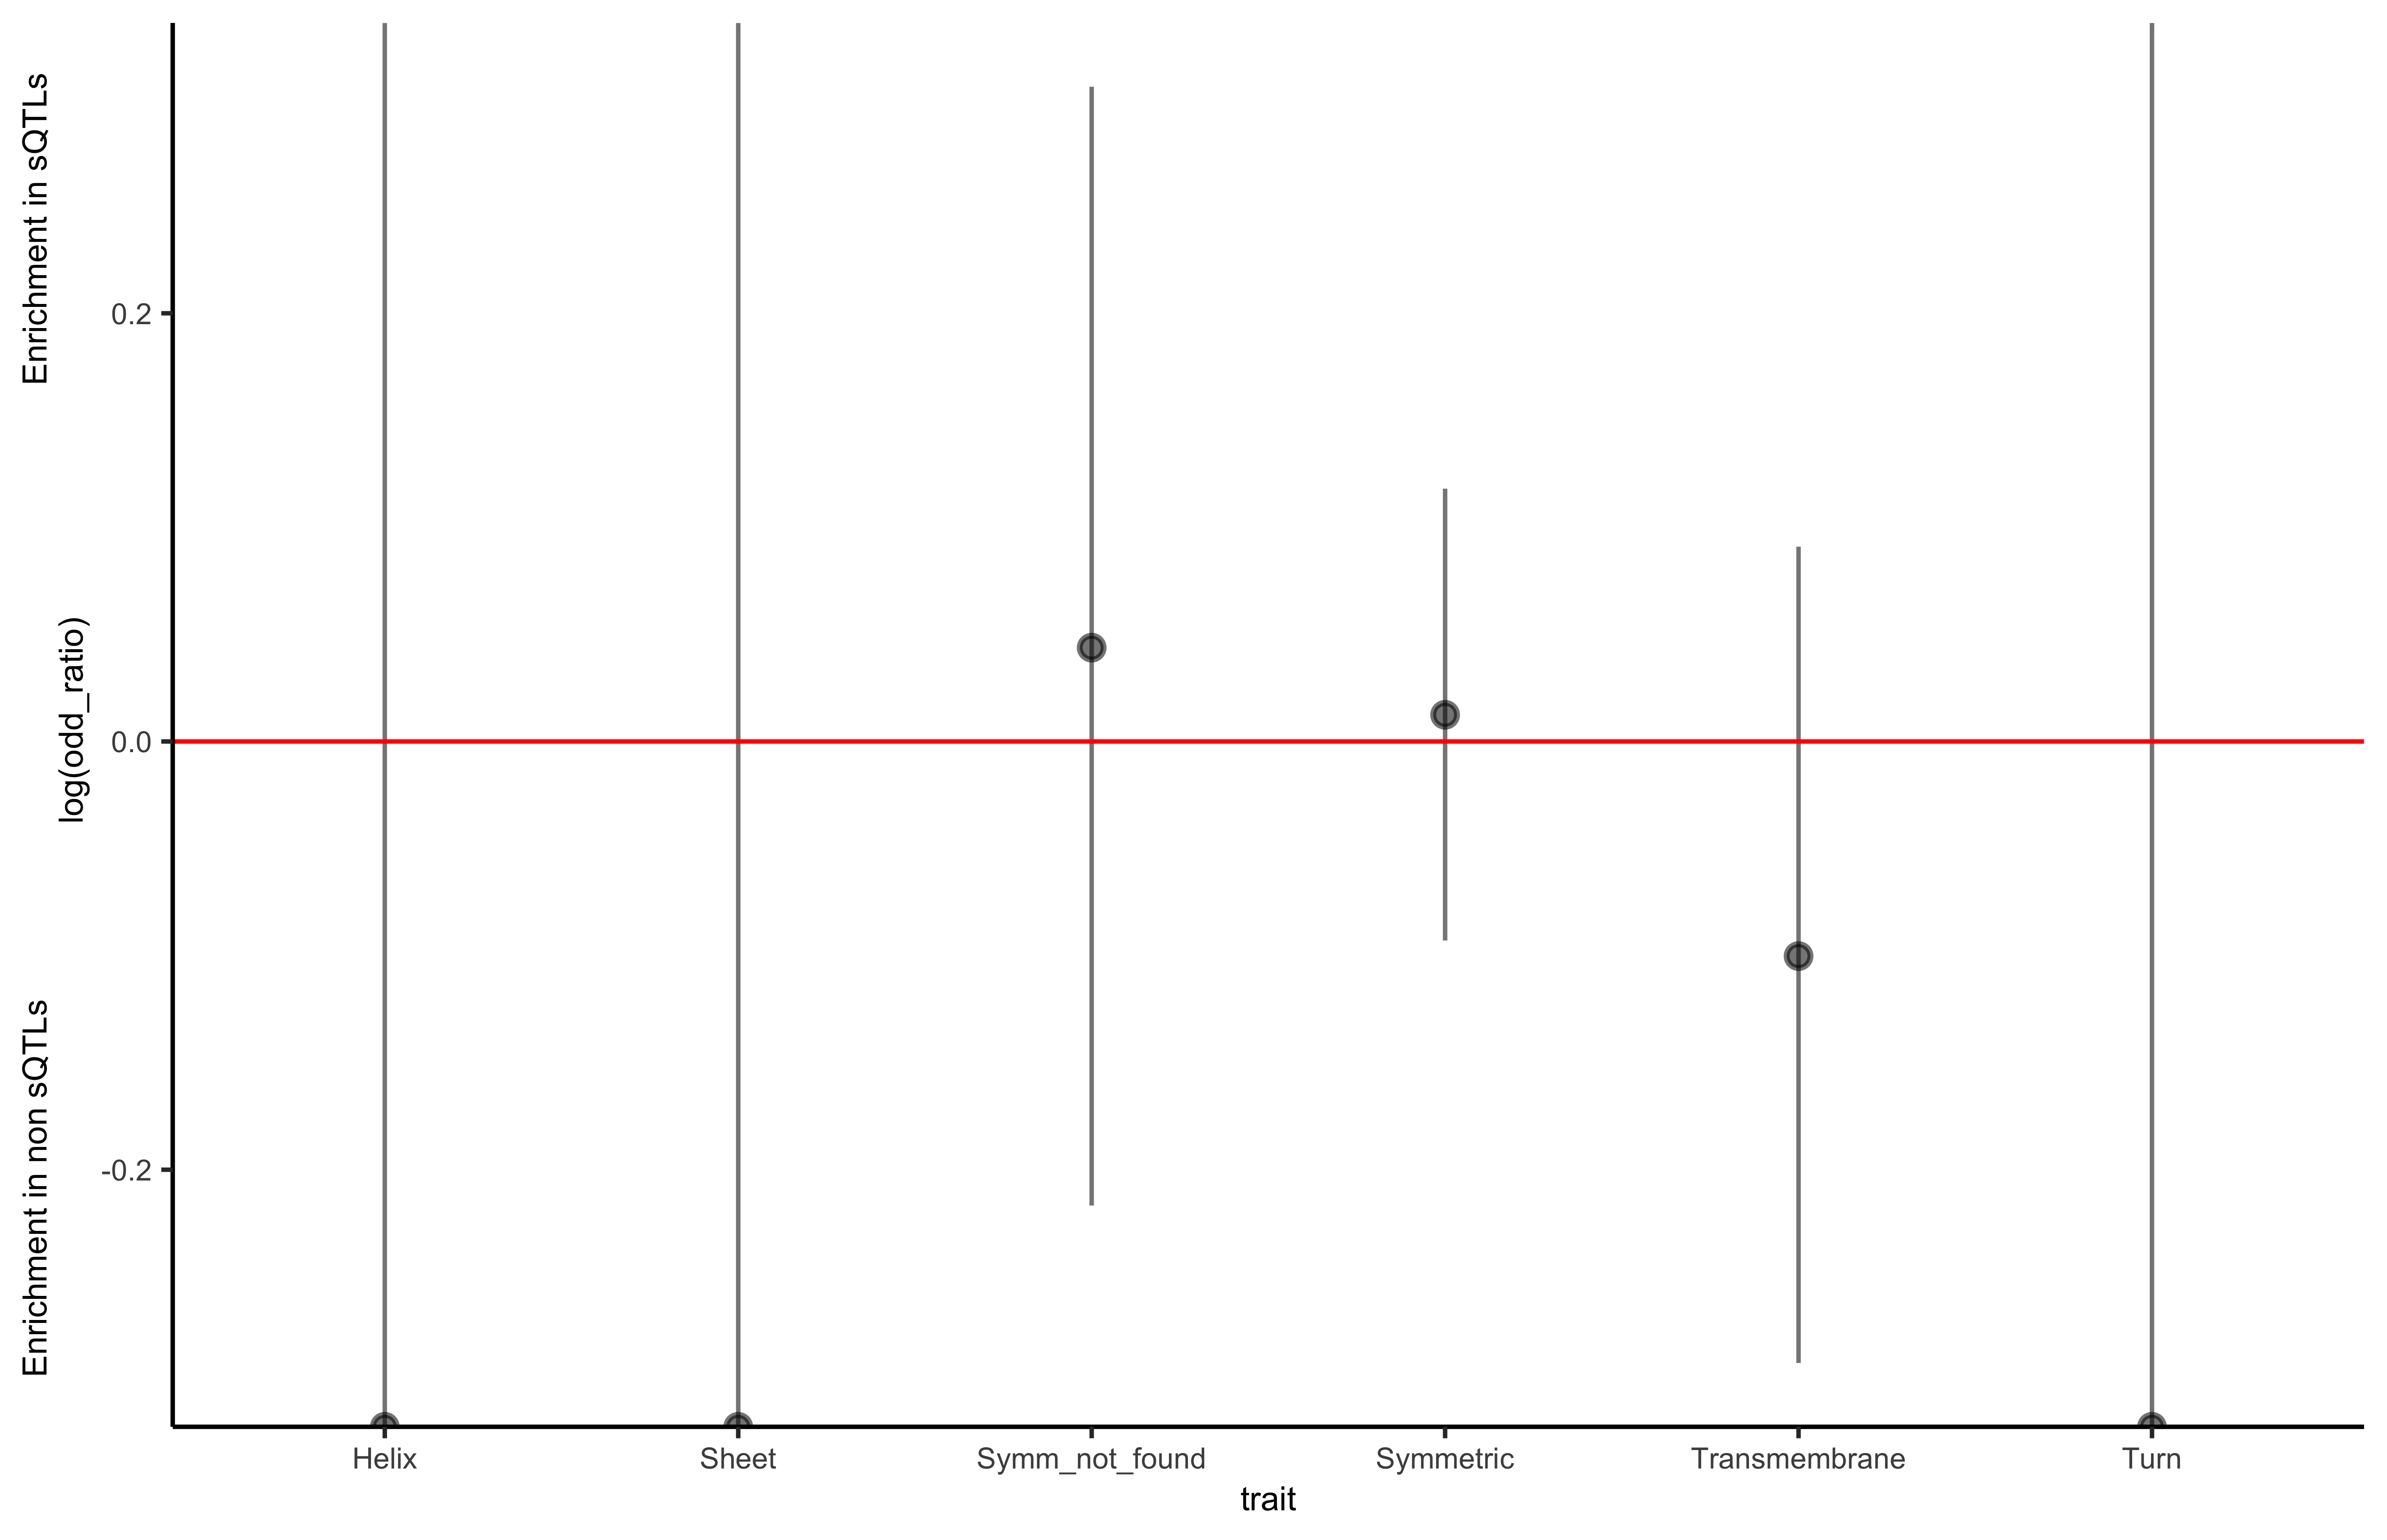 Enrichment in sQTLs
log(odd_ratio)
Enrichment in non sQTLs
0.2
0.0
-0.2
Helix
Sheet
Symm_not_found
Symmetric
Transmembrane
Turn
trait